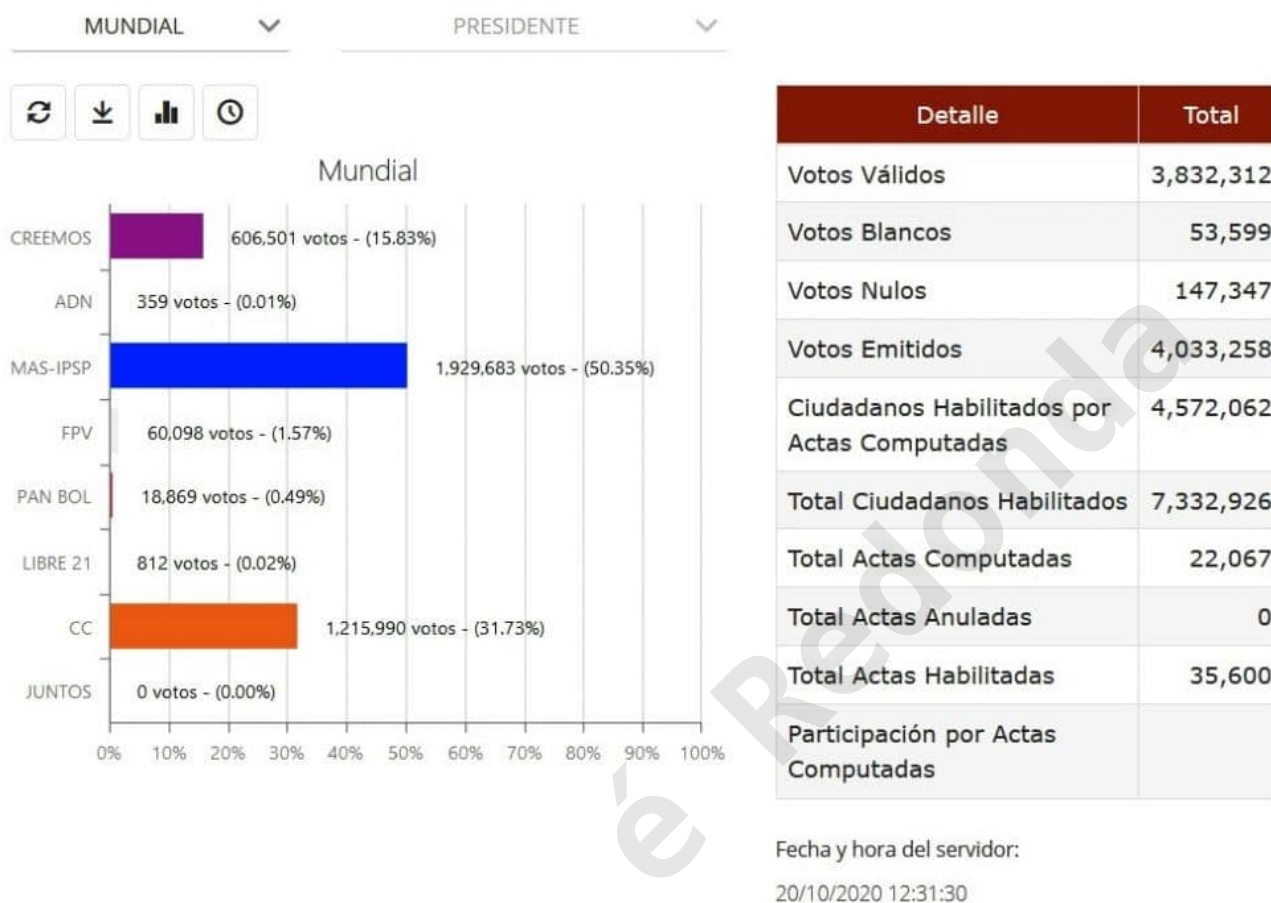 MUNDIAL
PRESIDENTE
Mundial
CREEMOS 606,501 votos - (15.83%)
ADN 359 votos - (0.01%)
MAS-IPSP 1,929,683 votos - (50.35%)
FPV 60,098 votos - (1.57%)
PAN BOL 18,869 votos - (0.49%)
LIBRE 21 812 votos - (0.02%)
CC 1,215,990 votos - (31.73%)
JUNTOS 0 votos - (0.00%)
0% 10% 20% 30% 40% 50% 60% 70% 80% 90% 100%
Detalle Total
Votos Válidos 3,832,312
Votos Blancos 53,599
Votos Nulos 147,347
Votos Emitidos 4,033,258
Ciudadanos Habilitados por 4,572,062
Actas Computadas
Total Ciudadanos Habilitados 7,332,926
Total Actas Computadas 22,067
Total Actas Anuladas 0
Total Actas Habilitadas 35,600
Participación por Actas
Computadas
Fecha y hora del servidor:
20/10/2020 12:31:30
é Redonda